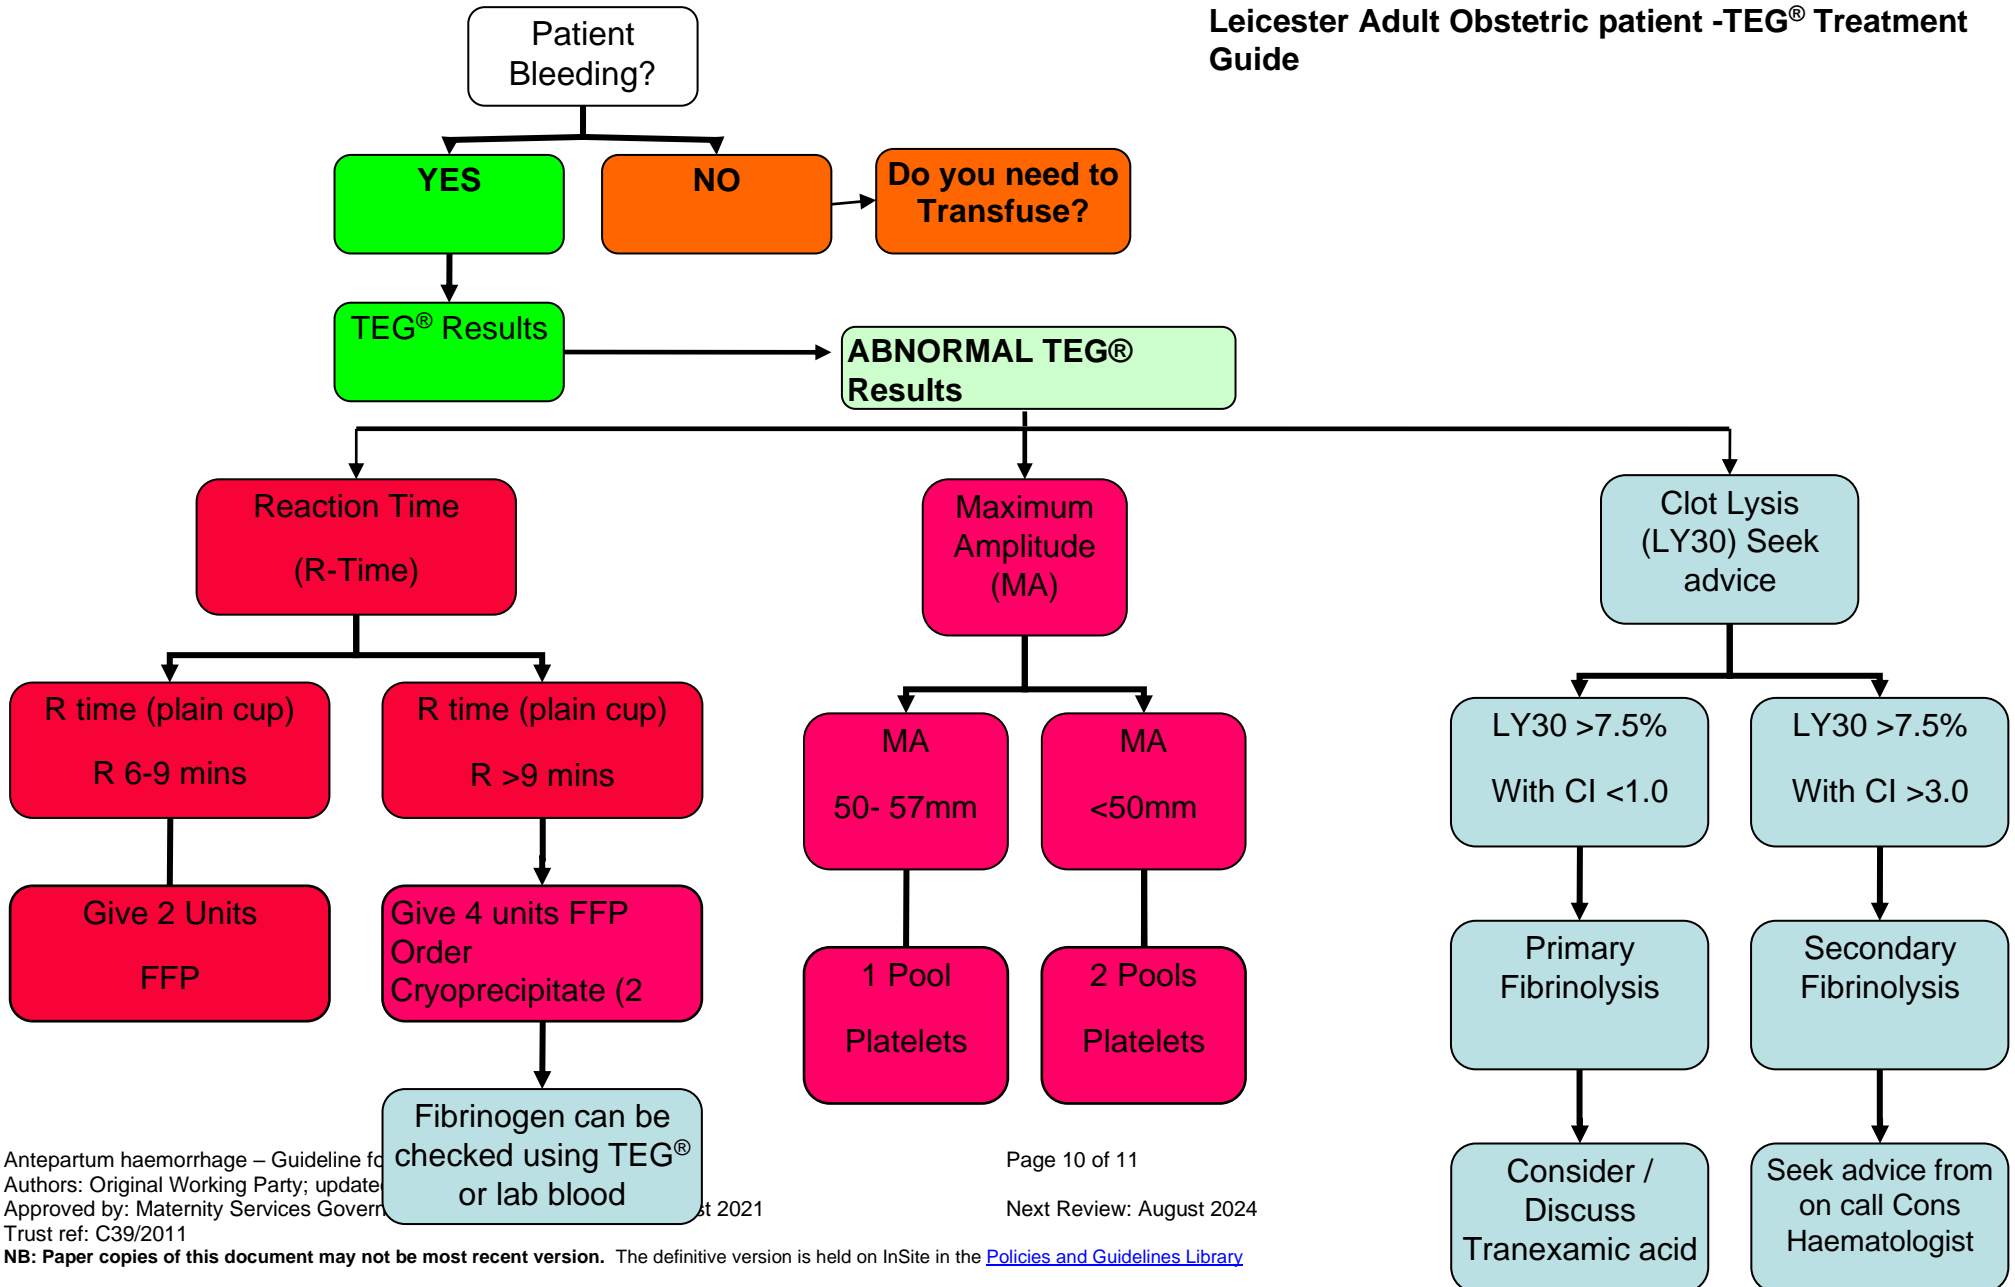 Leicester Adult Obstetric patient -TEG® Treatment
Guide
Patient
Bleeding?
YES
NO
Do you need to
Transfuse?
TEG® Results
ABNORMAL TEG®
Results
Reaction Time
(R-Time)
Maximum
Amplitude
(MA)
Clot Lysis
(LY30) Seek
advice
R time (plain cup)
R 6-9 mins
R time (plain cup)
R >9 mins
MA
50- 57mm
MA
<50mm
LY30 >7.5%
With CI <1.0
LY30 >7.5%
With CI >3.0
Give 2 Units
FFP
Give 4 units FFP
Order
Cryoprecipitate (2
1 Pool
Platelets
2 Pools
Platelets
Primary
Fibrinolysis
Secondary
Fibrinolysis
Fibrinogen can be
checked using TEG®
or lab blood
Consider /
Discuss
Tranexamic acid
Seek advice from
on call Cons
Haematologist
Antepartum haemorrhage – Guideline
Page 10 of 11
Authors: Original Working Party;
Approved by: Maternity Services
2021
Next Review: August 2024
Trust ref: C39/2011
NB: Paper copies of this document may not be most recent version. The definitive version is held on InSite in the Policies and Guidelines Library